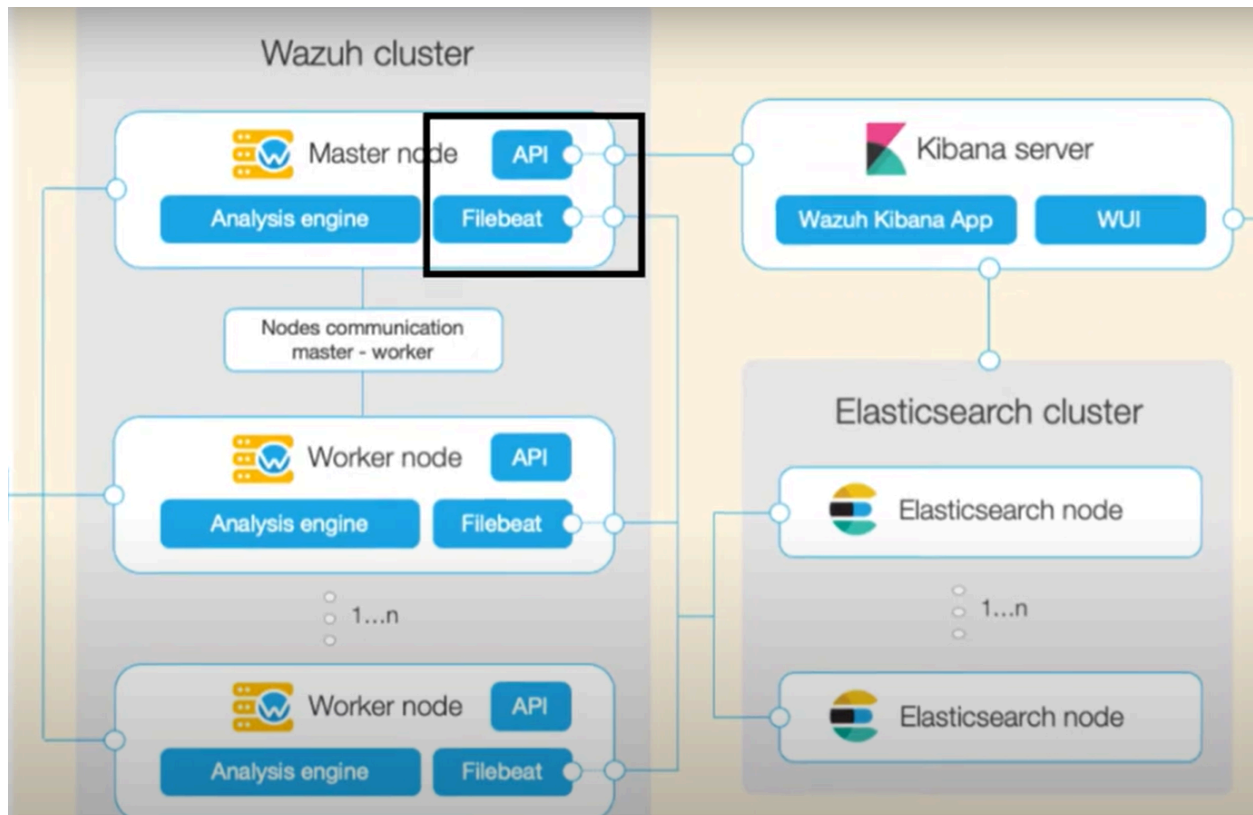 Wazuh cluster
Master node
API
Analysis engine
Filebeat
Nodes communication
master - worker
Worker node
API
Analysis engine
Filebeat
1...n
Worker node
API
Analysis engine
Filebeat
Kibana server
Wazuh Kibana App
WUI
Elasticsearch cluster
Elasticsearch node
1...n
Elasticsearch node